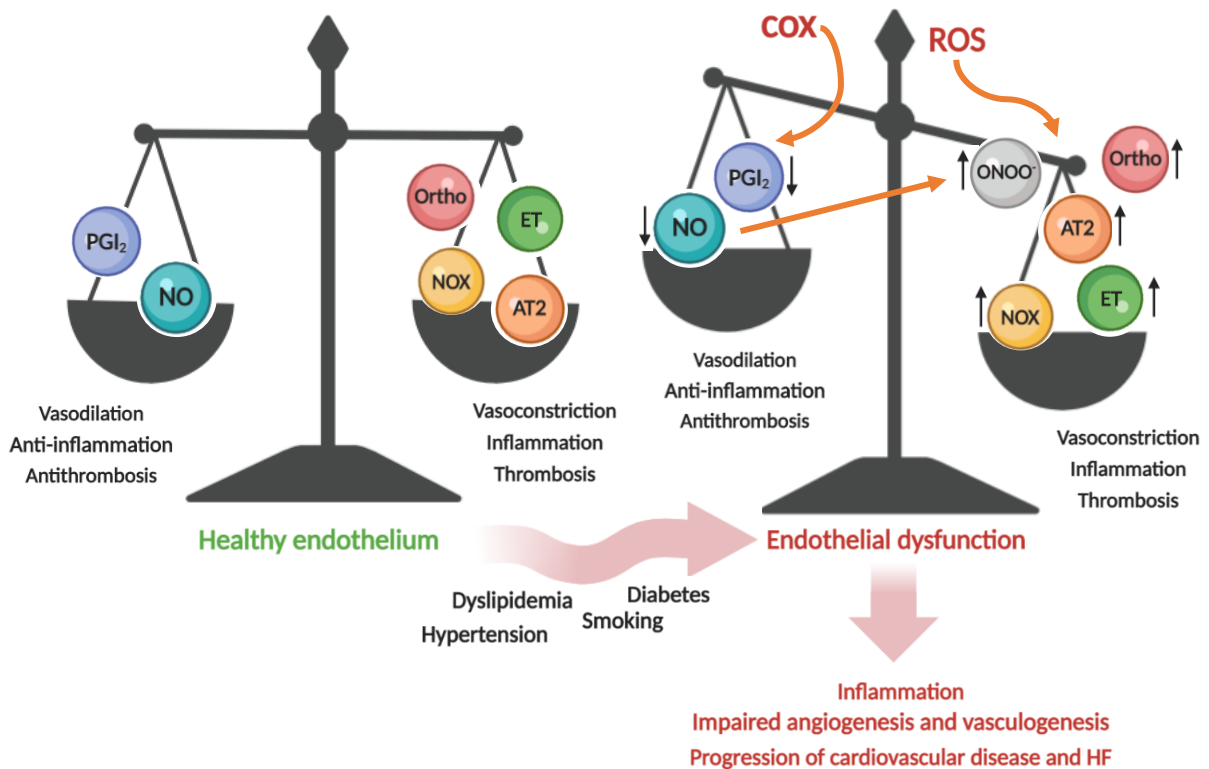 COX
ROS
PGI₂
NO
Ortho
ET
NOX
AT2
Vasodilation
Anti-inflammation
Antithrombosis
Vasoconstriction
Inflammation
Thrombosis
Healthy endothelium
PGI₂
NO
ONOO⁻
Ortho
AT2
ET
NOX
Vasodilation
Anti-inflammation
Antithrombosis
Vasoconstriction
Inflammation
Thrombosis
Endothelial dysfunction
Dyslipidemia
Diabetes
Hypertension
Smoking
Inflammation
Impaired angiogenesis and vasculogenesis
Progression of cardiovascular disease and HF